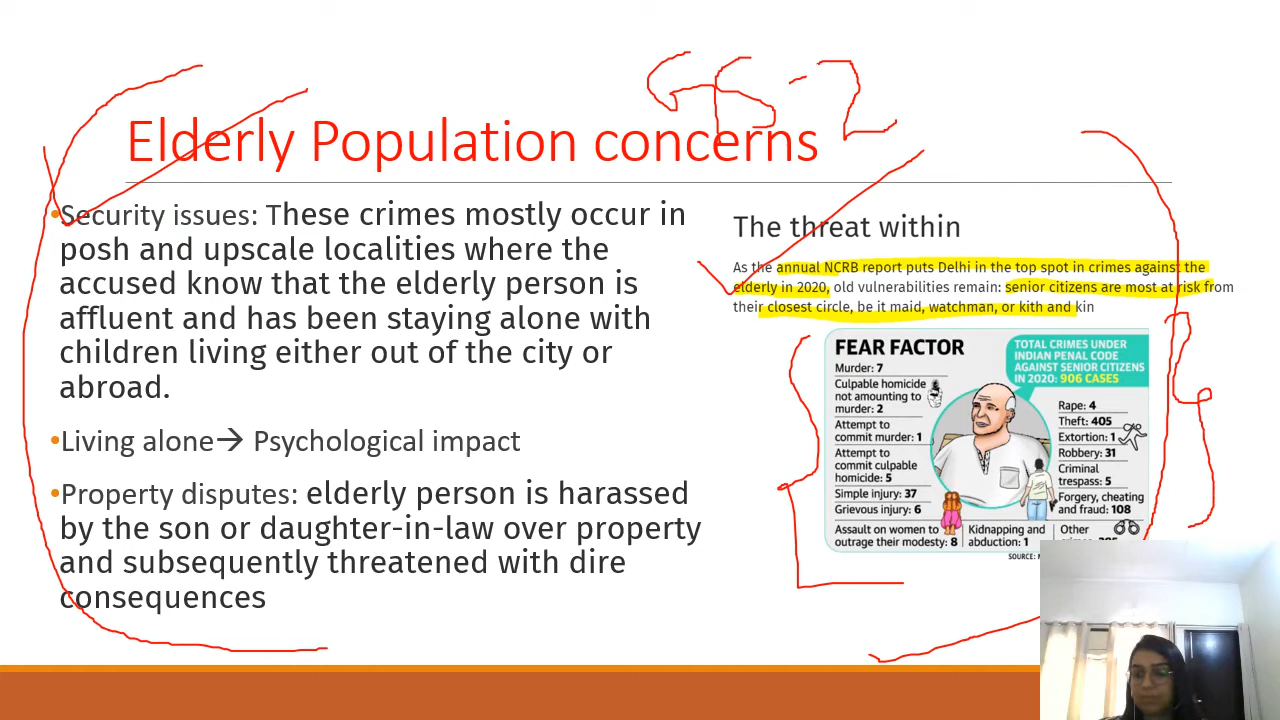 GS-2
Elderly Population concerns
•Security issues: These crimes mostly occur in
posh and upscale localities where the
accused know that the elderly person is
affluent and has been staying alone with
children living either out of the city or
abroad.
•Living alone→ Psychological impact
•Property disputes: elderly person is harassed
by the son or daughter-in-law over property
and subsequently threatened with dire
consequences
The threat within
As the annual NCRB report puts Delhi in the top spot in crimes against the
elderly in 2020, old vulnerabilities remain: senior citizens are most at risk from
their closest circle, be it maid, watchman, or kith and kin
FEAR FACTOR
Murder: 7
Culpable homicide
not amounting to
murder: 2
Attempt to
commit murder: 1
Attempt to
commit culpable
homicide: 5
Simple injury: 37
Grievous injury: 6
Assault on women to
outrage their modesty: 8
Kidnapping and
abduction: 1
TOTAL CRIMES UNDER
INDIAN PENAL CODE
AGAINST SENIOR CITIZENS
IN 2020: 906 CASES
Rape: 4
Theft: 405
Extortion: 1
Robbery: 31
Criminal
trespass: 5
Forgery, cheating
and fraud: 108
Other
SOURCE: